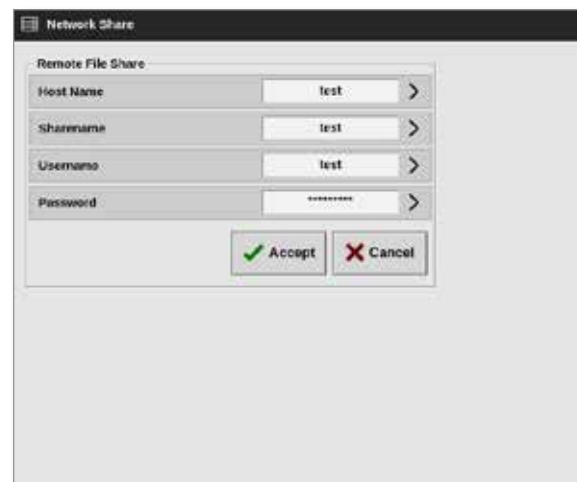 Network Share
Remote File Share
Host Name test
Sharename test
Username test
Password *********
Accept Cancel